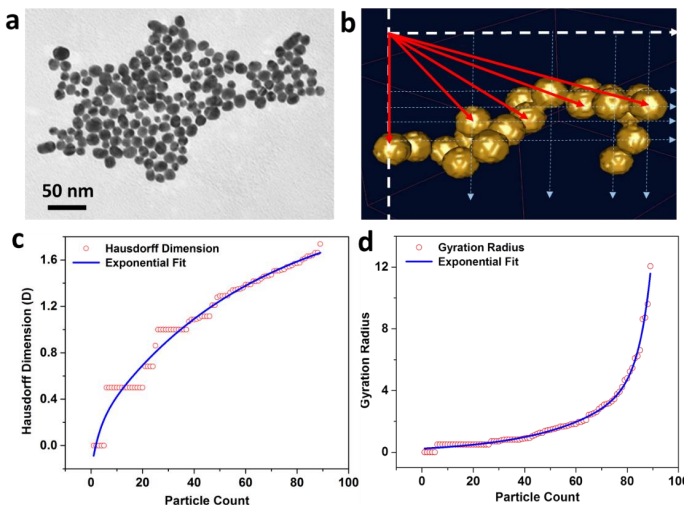 a
50 nm
b
c
Hausdorff Dimension
Exponential Fit
Hausdorff Dimension (D)
1.6
1.2
0.8
0.4
0.0
0 20 40 60 80 100
Particle Count
d
Gyration Radius
Exponential Fit
Gyration Radius
12
8
4
0
0 20 40 60 80 100
Particle Count